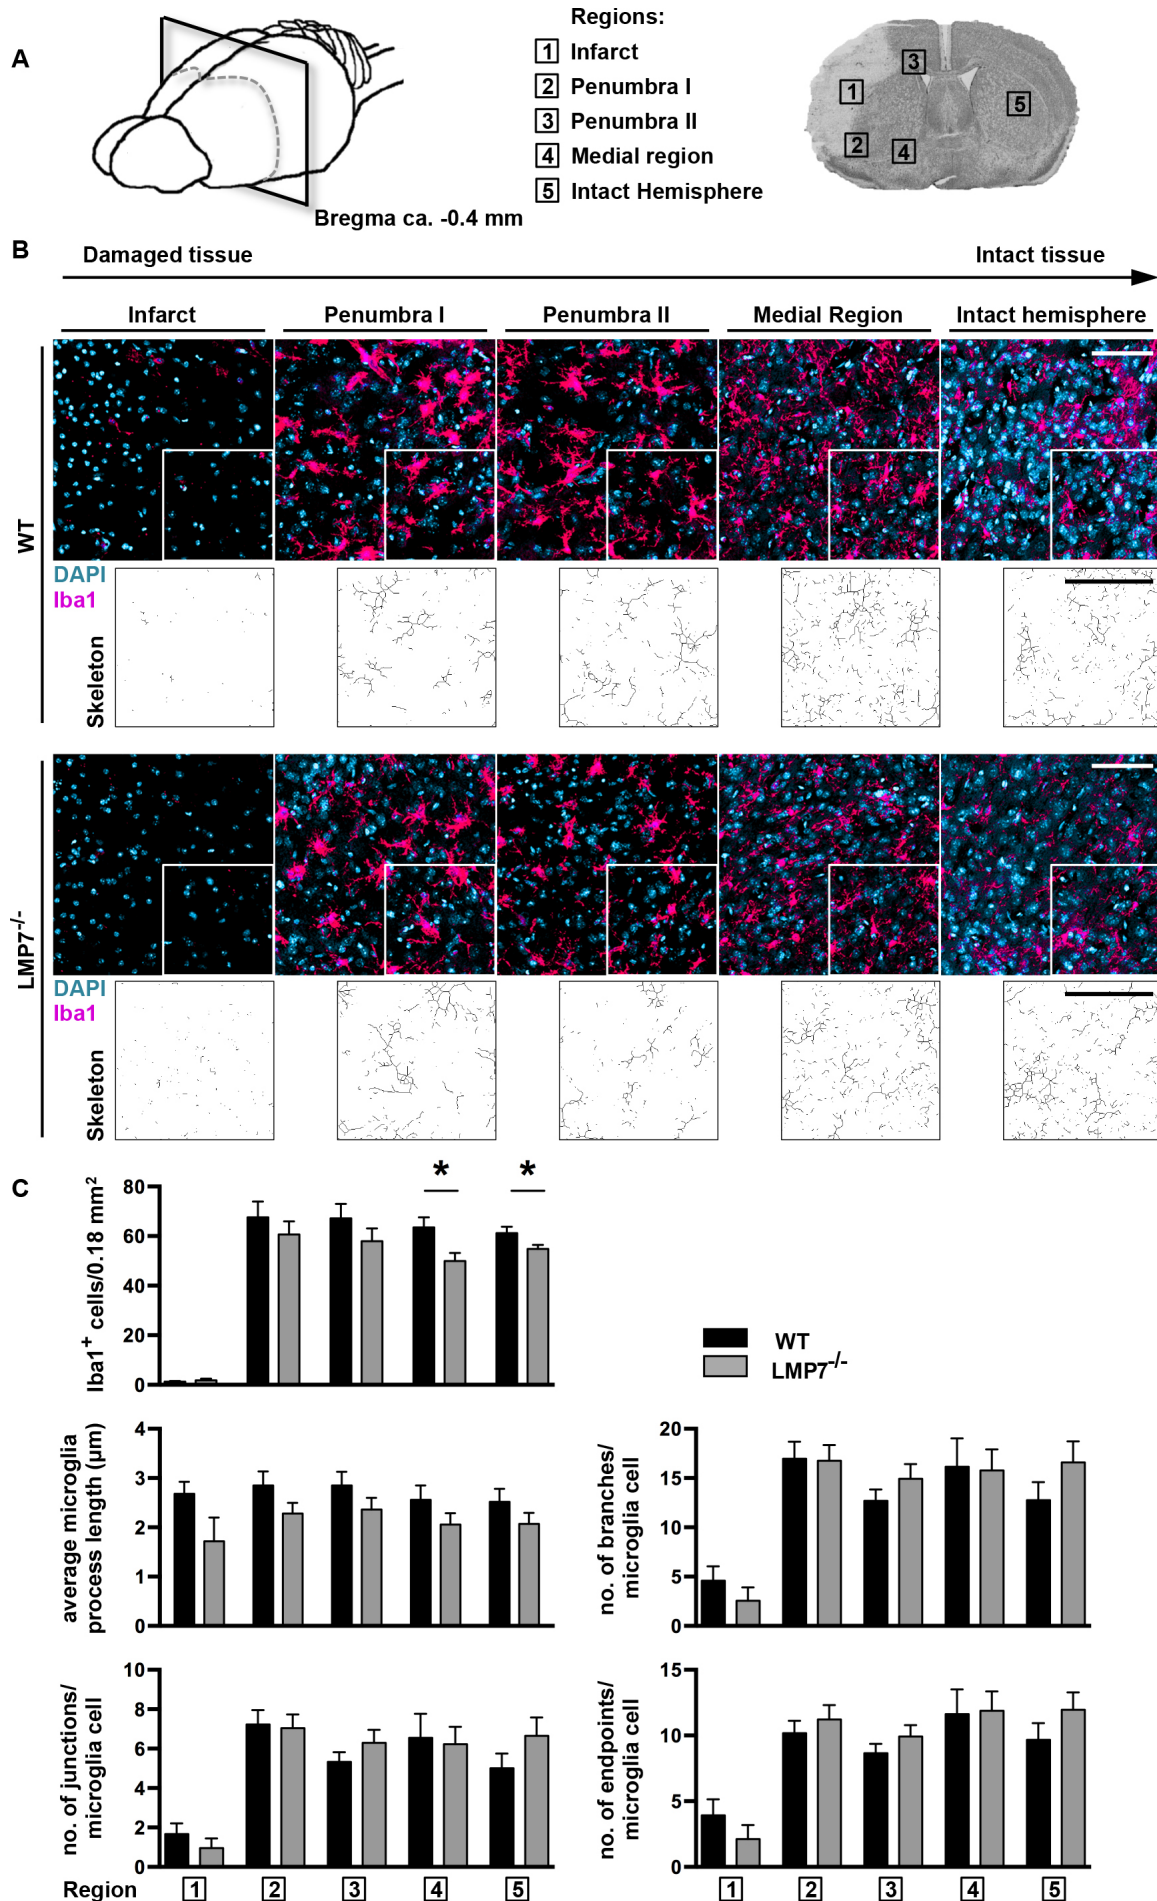 A
Regions:
1 Infarct
2 Penumbra I
3 Penumbra II
4 Medial region
5 Intact Hemisphere
Bregma ca. -0.4 mm
3
1
5
2
4
B
Damaged tissue
Intact tissue
Infarct
Penumbra I
Penumbra II
Medial Region
Intact hemisphere
WT
DAPI
Iba1
Skeleton
LMP7-/-
DAPI
Iba1
Skeleton
C
Iba1+ cells/0.18 mm2
80
60
40
20
0
*
*
WT
LMP7-/-
average microglia
process length (µm)
4
3
2
1
0
no. of branches/
microglia cell
20
15
10
5
0
no. of junctions/
microglia cell
10
8
6
4
2
0
no. of endpoints/
microglia cell
15
10
5
0
Region 1 2 3 4 5
1 2 3 4 5